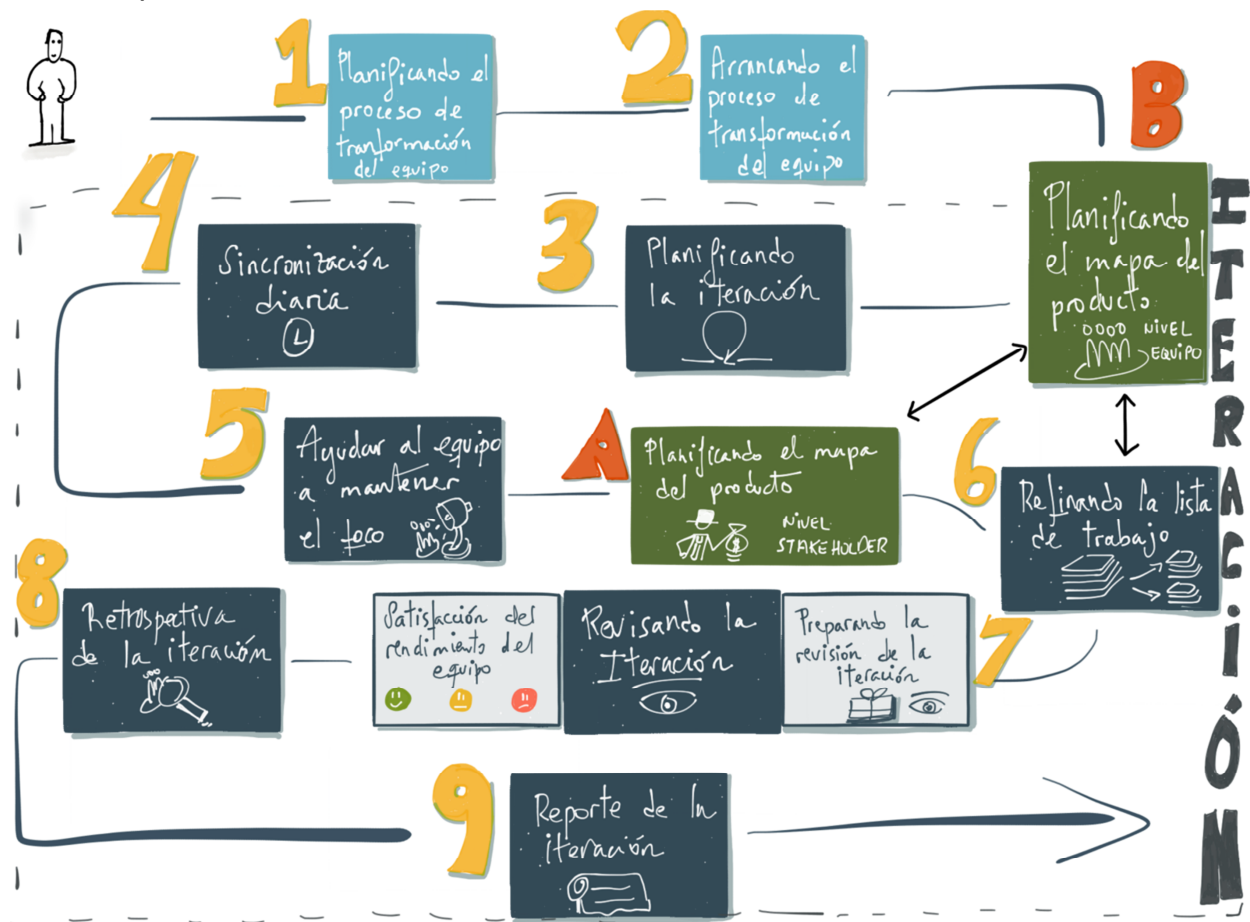 1
Planificando el
proceso de
tranformación
del equipo
2
Arrancando el
proceso de
transformación
del equipo
B
Planificando
el mapa del
producto
NIVEL
EQUIPO
ITERACIÓN
4
Sincronización
diaria
3
Planificando
la iteración
5
Ayudar al equipo
a mantener
el foco
A
Planificando el mapa
del producto
NIVEL
STAKEHOLDER
6
Refinando la lista
de trabajo
8
Retrospectiva
de la iteración
Satisfacción del
rendimiento del
equipo
Revisando la
Iteración
Preparando la
revisión de la
iteración
7
9
Reporte de la
iteración